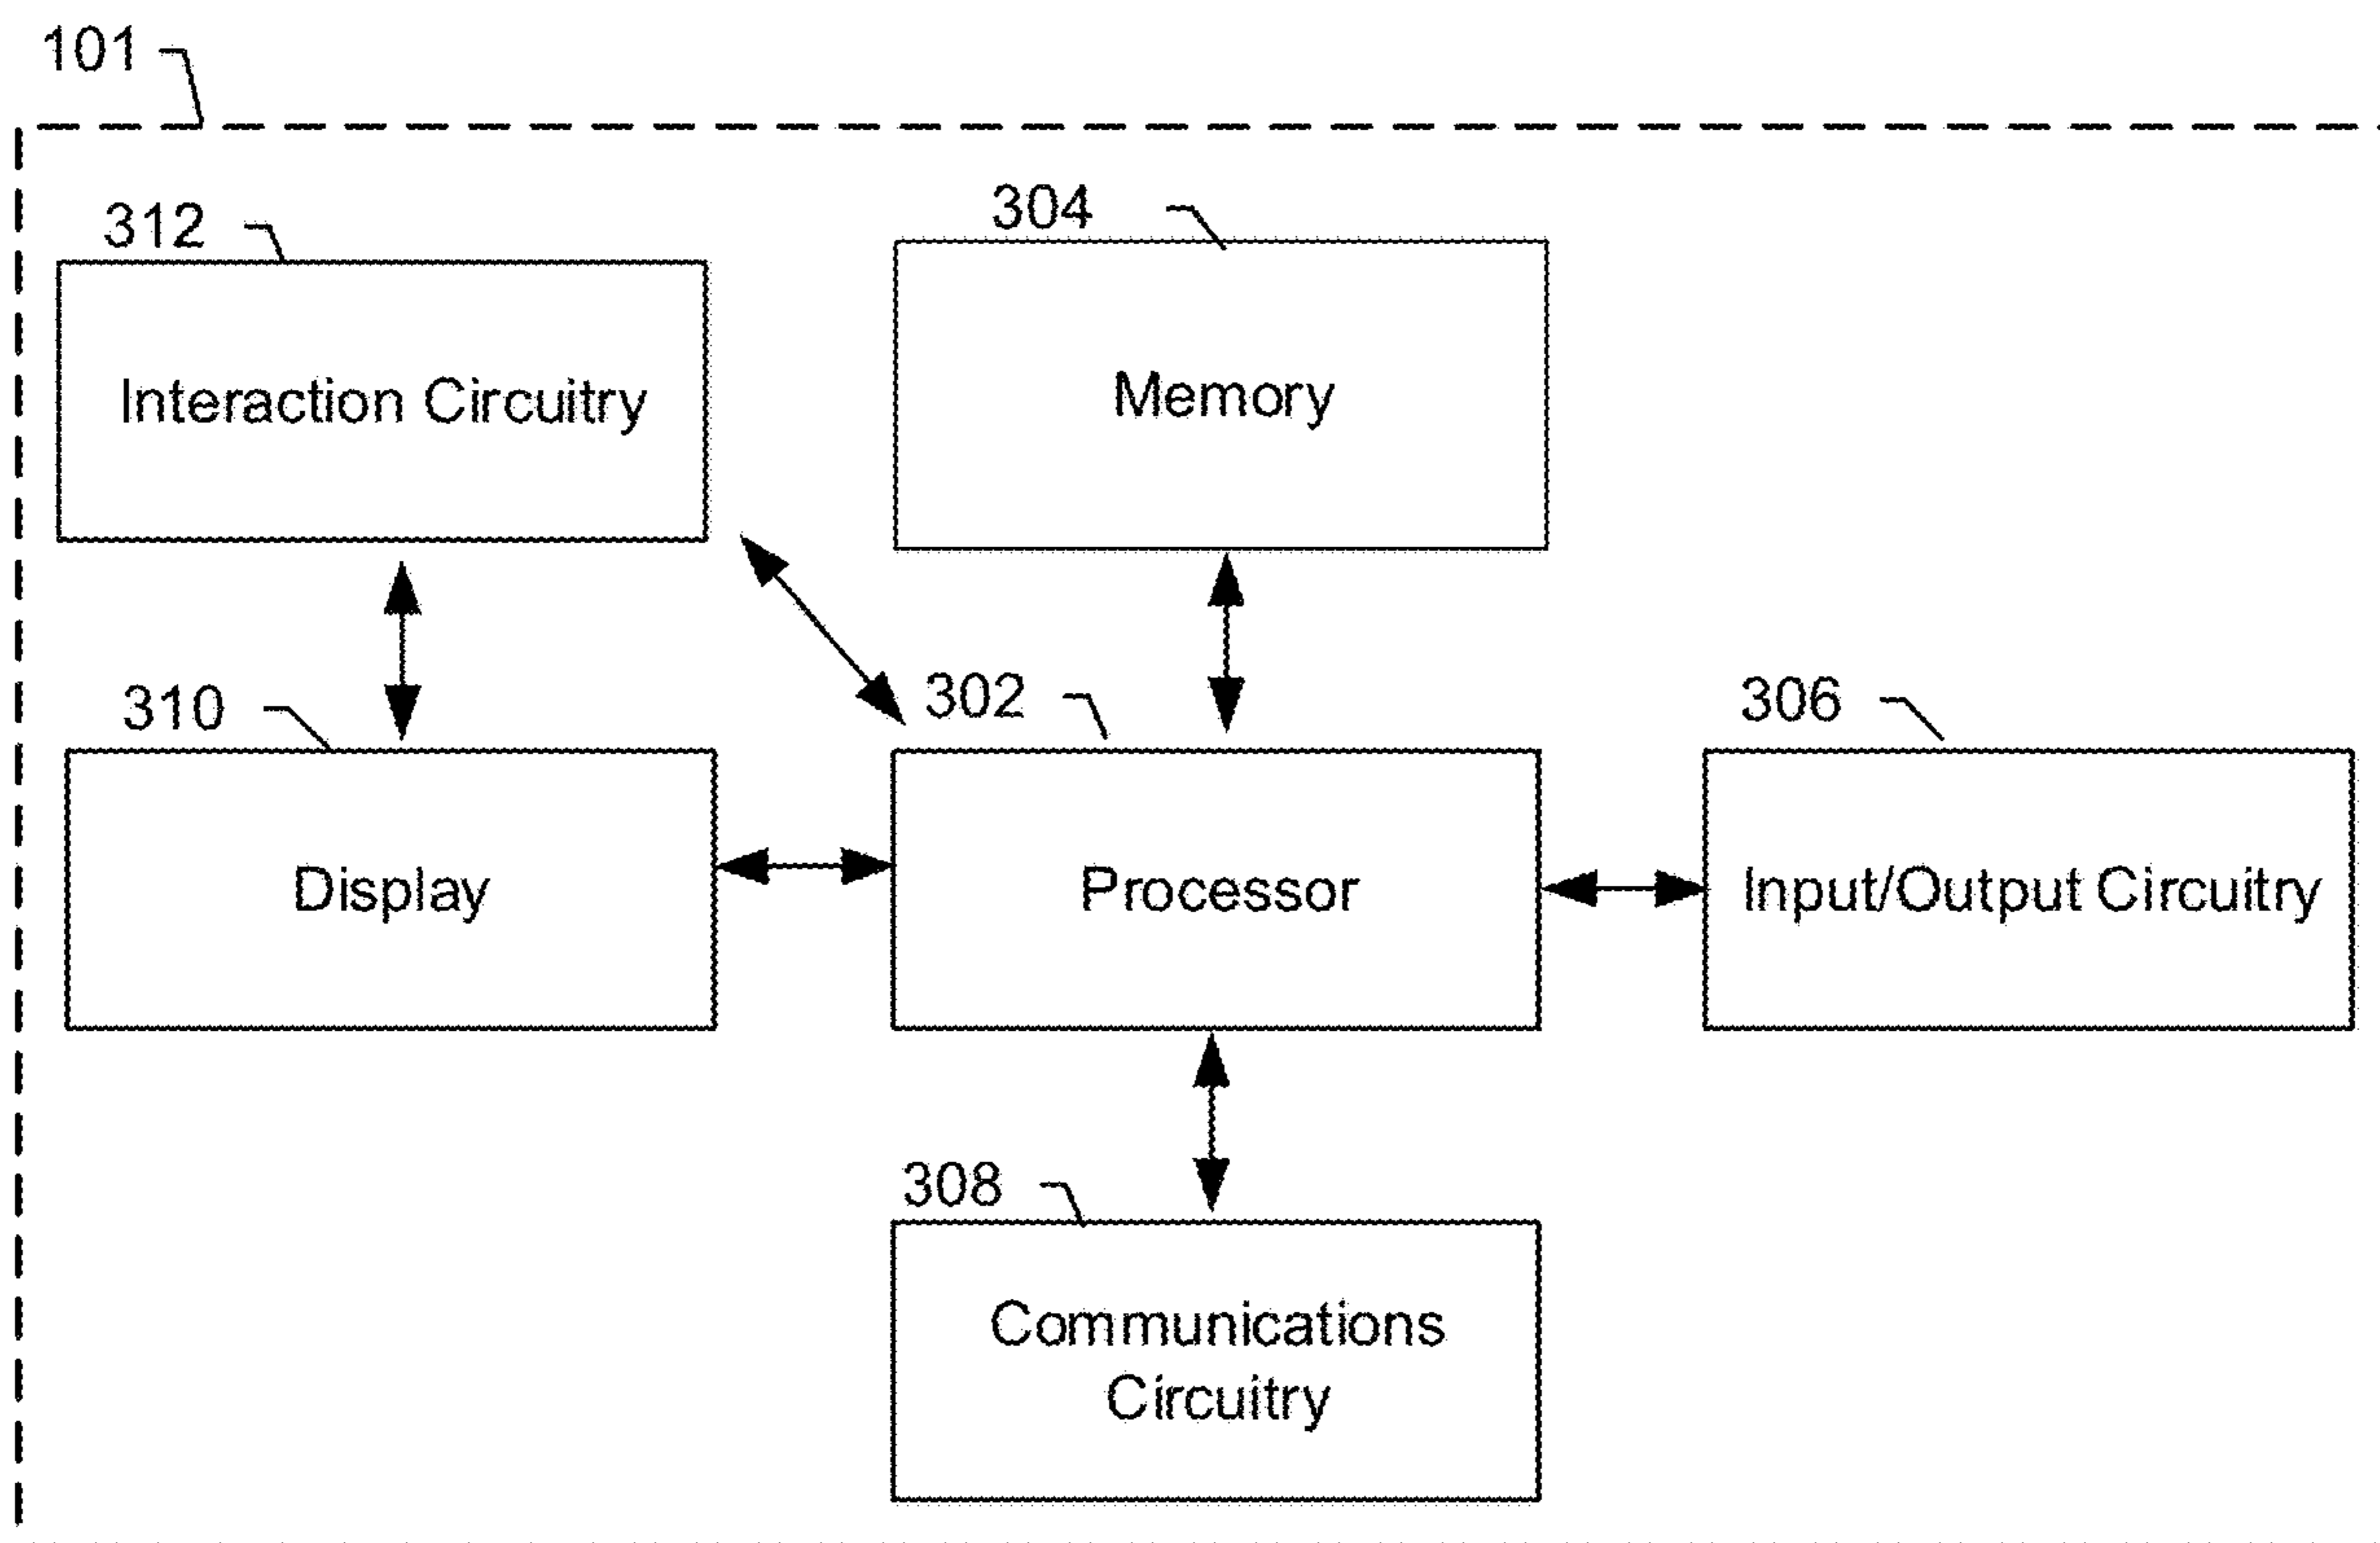 101
312
304
Interaction Circuitry
Memory
310
302
306
Display
Processor
Input/Output Circuitry
308
Communications
Circuitry